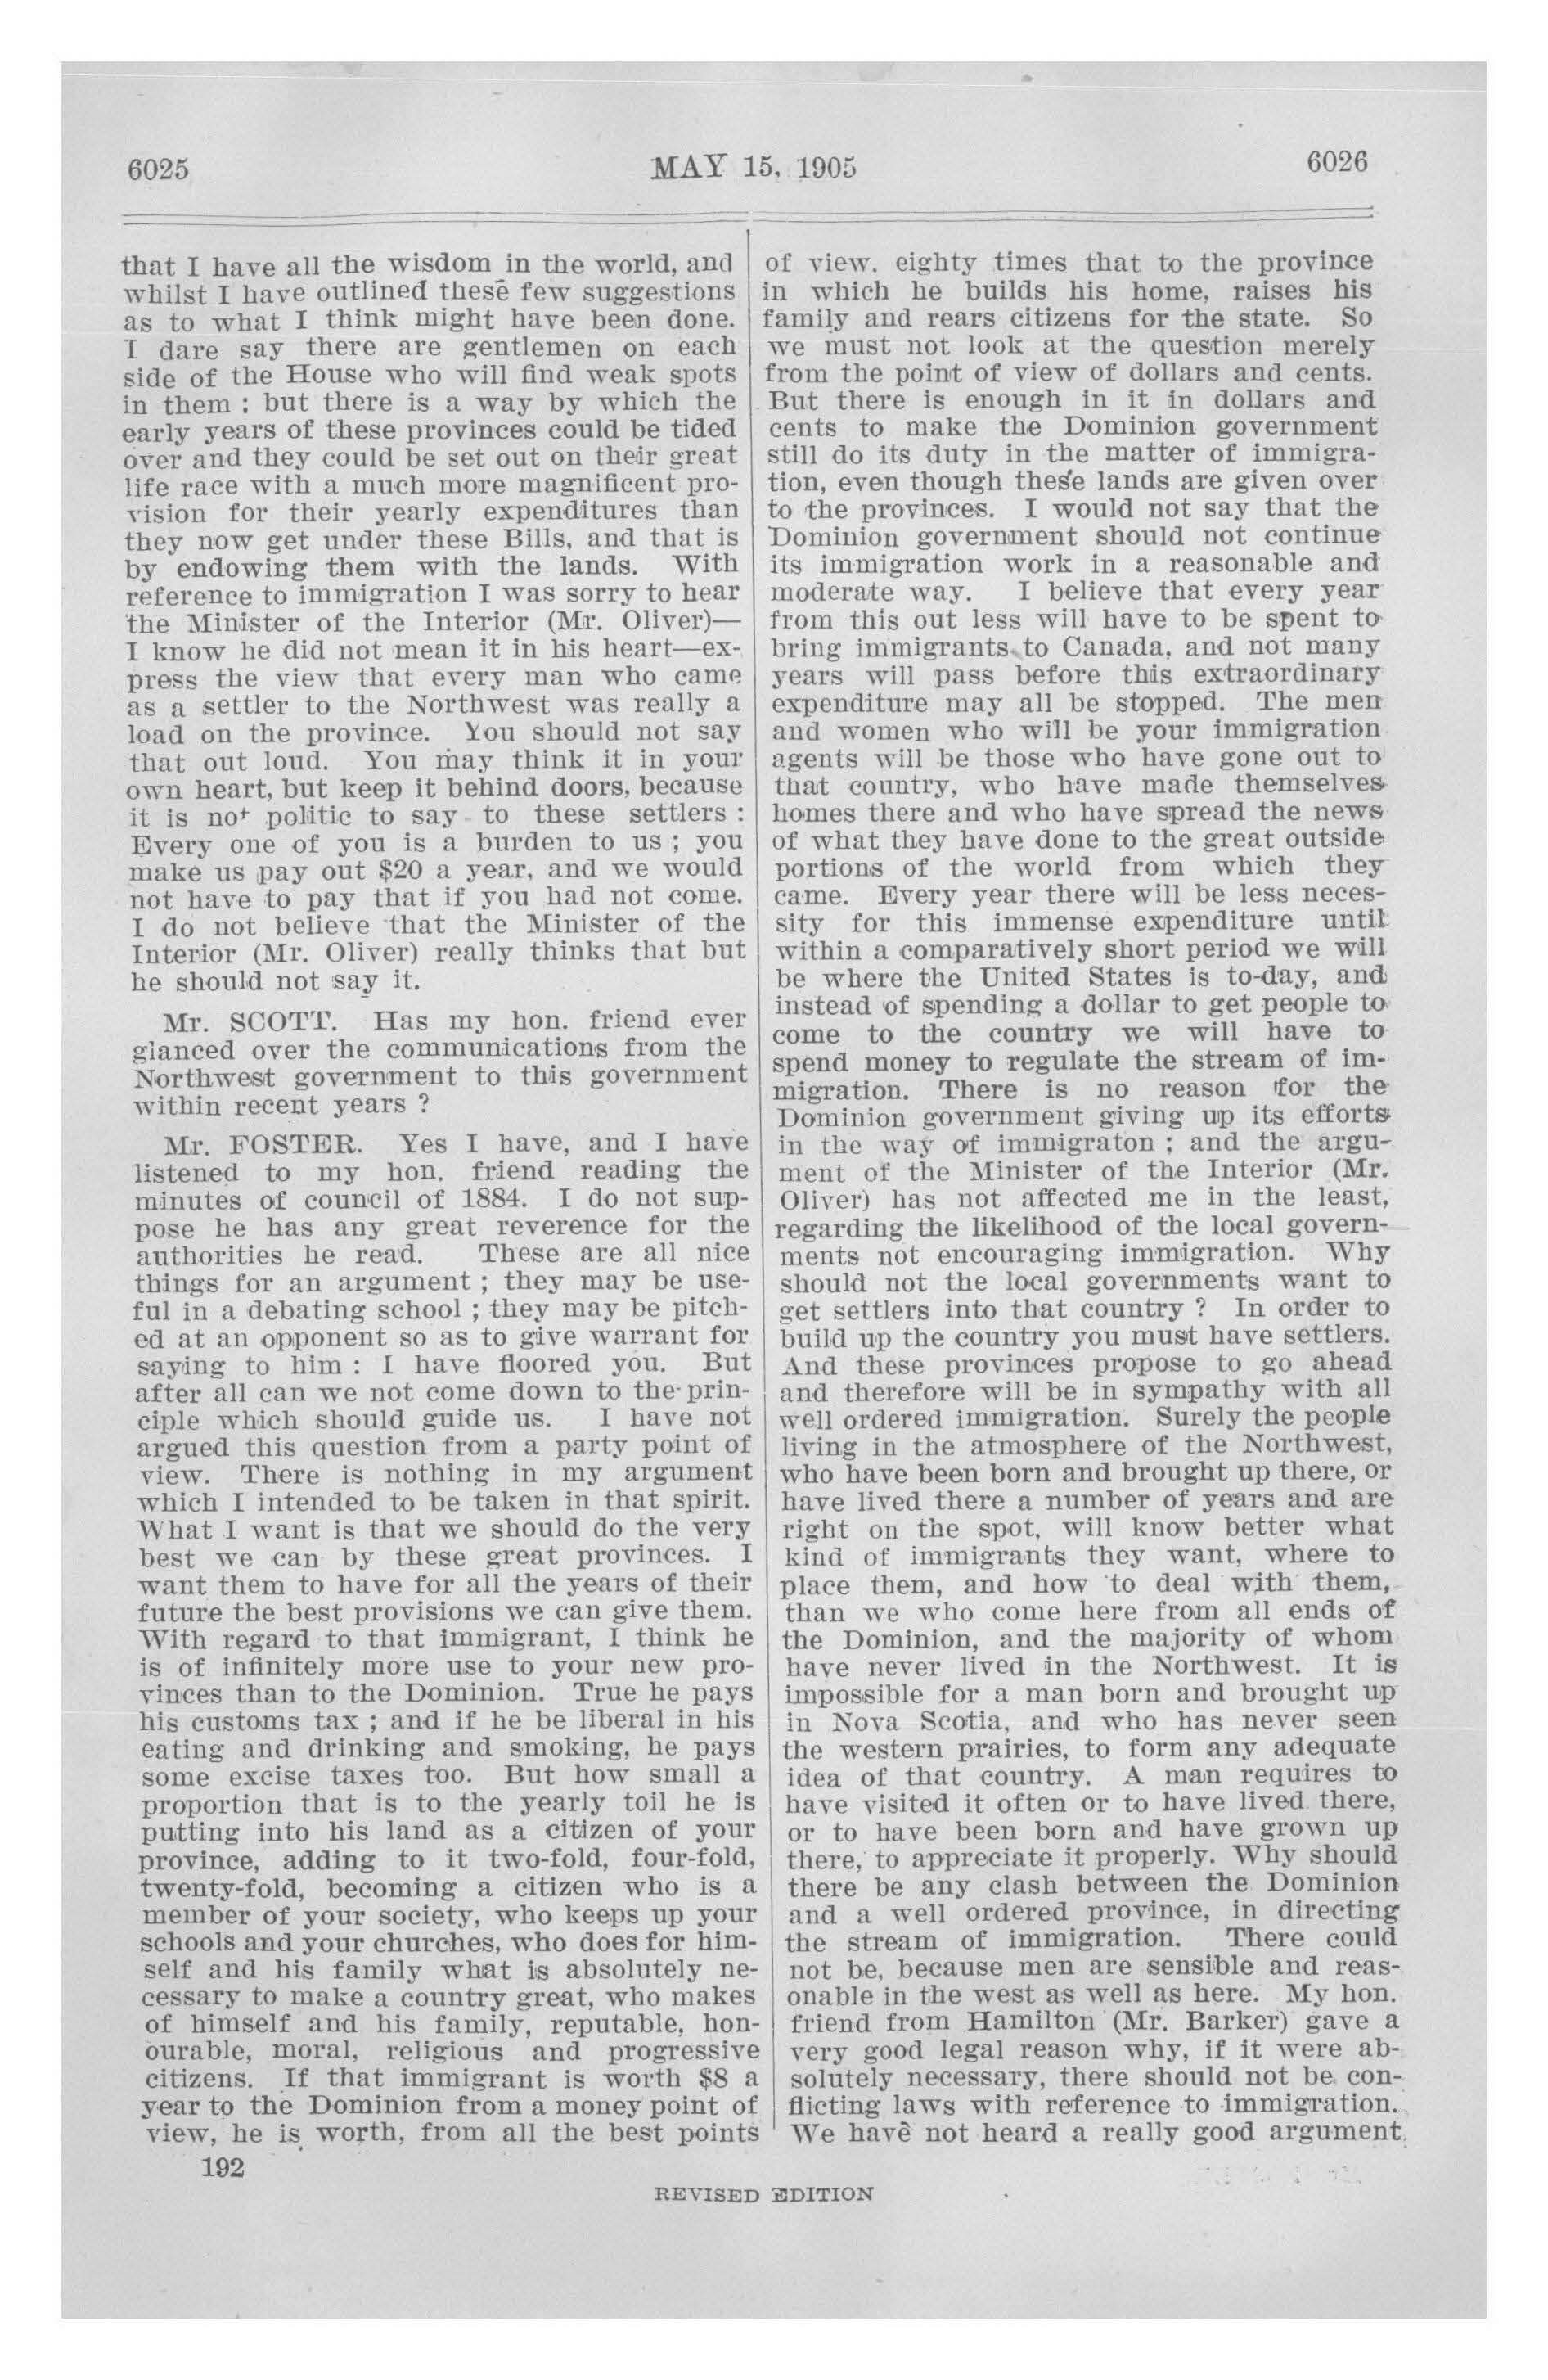 6025
MAY 15, 1905
6026
that I have all the wisdom in the world, and
whilst I have outlined these few suggestions
as to what I think might have been done.
I dare say there are gentlemen on each
side of the House who will find weak spots
in them : but there is a way by which the
early years of these provinces could be tided
over and they could be set out on their great
life race with a much more magnificent pro-
vision for their yearly expenditures than
they now get under these Bills, and that is
by endowing them with the lands. With
reference to immigration I was sorry to hear
the Minister of the Interior (Mr. Oliver)—
I know he did not mean it in his heart—ex-
press the view that every man who came
as a settler to the Northwest was really a
load on the province. You should not say
that out loud. You may think it in your
own heart, but keep it behind doors, because
it is not politic to say to these settlers :
Every one of you is a burden to us ; you
make us pay out $20 a year, and we would
not have to pay that if you had not come.
I do not believe that the Minister of the
Interior (Mr. Oliver) really thinks that but
he should not say it.
Mr. SCOTT. Has my hon. friend ever
glanced over the communications from the
Northwest government to this government
within recent years ?
Mr. FOSTER. Yes I have, and I have
listened to my hon. friend reading the
minutes of council of 1884. I do not sup-
pose he has any great reverence for the
authorities he read. These are all nice
things for an argument ; they may be use-
ful in a debating school ; they may be pitch-
ed at an opponent so as to give warrant for
saying to him : I have floored you. But
after all can we not come down to the prin-
ciple which should guide us. I have not
argued this question from a party point of
view. There is nothing in my argument
which I intended to be taken in that spirit.
What I want is that we should do the very
best we can by these great provinces. I
want them to have for all the years of their
future the best provisions we can give them.
With regard to that immigrant, I think he
is of infinitely more use to your new pro-
vinces than to the Dominion. True he pays
his customs tax ; and if he be liberal in his
eating and drinking and smoking, he pays
some excise taxes too. But how small a
proportion that is to the yearly toil he is
putting into his land as a citizen of your
province, adding to it two-fold, four-fold,
twenty-fold, becoming a citizen who is a
member of your society, who keeps up your
schools and your churches, who does for him-
self and his family what is absolutely ne-
cessary to make a country great, who makes
of himself and his family, reputable, hon-
ourable, moral, religious and progressive
citizens. If that immigrant is worth $8 a
year to the Dominion from a money point of
view, he is worth, from all the best points
192
of view. eighty times that to the province
in which he builds his home, raises his
family and rears citizens for the state. So
we must not look at the question merely
from the point of view of dollars and cents.
But there is enough in it in dollars and
cents to make the Dominion government
still do its duty in the matter of immigra-
tion, even though these lands are given over
to the provinces. I would not say that the
Dominion government should not continue
its immigration work in a reasonable and
moderate way. I believe that every year
from this out less will have to be spent to
bring immigrants to Canada, and not many
years will pass before this extraordinary
expenditure may all be stopped. The men
and women who will be your immigration
agents will be those who have gone out to
that country, who have made themselves
homes there and who have spread the news
of what they have done to the great outside
portions of the world from which they
came. Every year there will be less neces-
sity for this immense expenditure until
within a comparatively short period we will
be where the United States is to-day, and
instead of spending a dollar to get people to
come to the country we will have to
spend money to regulate the stream of im-
migration. There is no reason for the
Dominion government giving up its efforts
in the way of immigraton ; and the argu-
ment of the Minister of the Interior (Mr.
Oliver) has not affected me in the least,
regarding the likelihood of the local govern-
ments not encouraging immigration. Why
should not the local governments want to
get settlers into that country ? In order to
build up the country you must have settlers.
And these provinces propose to go ahead
and therefore will be in sympathy with all
well ordered immigration. Surely the people
living in the atmosphere of the Northwest,
who have been born and brought up there, or
have lived there a number of years and are
right on the spot, will know better what
kind of immigrants they want, where to
place them, and how to deal with them,
than we who come here from all ends of
the Dominion, and the majority of whom
have never lived in the Northwest. It is
impossible for a man born and brought up
in Nova Scotia, and who has never seen
the western prairies, to form any adequate
idea of that country. A man requires to
have visited it often or to have lived there,
or to have been born and have grown up
there, to appreciate it properly. Why should
there be any clash between the Dominion
and a well ordered province, in directing
the stream of immigration. There could
not be, because men are sensible and reas-
onable in the west as well as here. My hon.
friend from Hamilton (Mr. Barker) gave a
very good legal reason why, if it were ab-
solutely necessary, there should not be con-
flicting laws with reference to immigration.
We have not heard a really good argument
REVISED EDITION